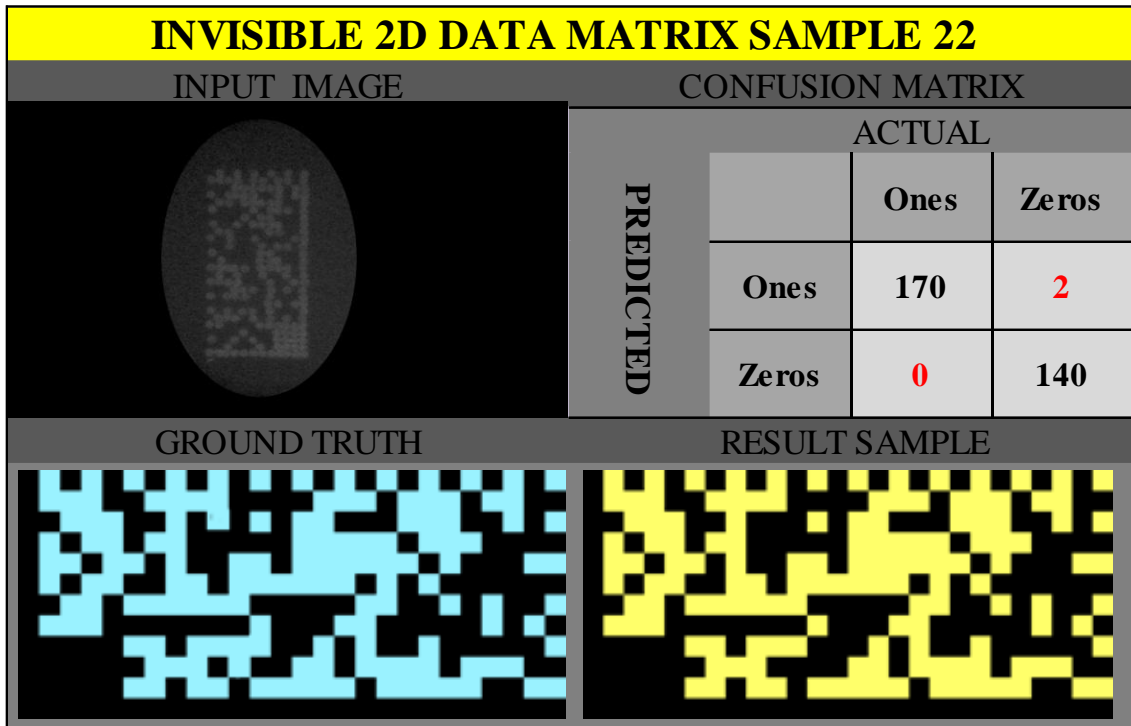 INVISIBLE 2D DATA MATRIX SAMPLE 22
INPUT IMAGE
CONFUSION MATRIX
ACTUAL
PREDICTED
Ones Zeros
Ones 170 2
Zeros 0 140
GROUND TRUTH
RESULT SAMPLE